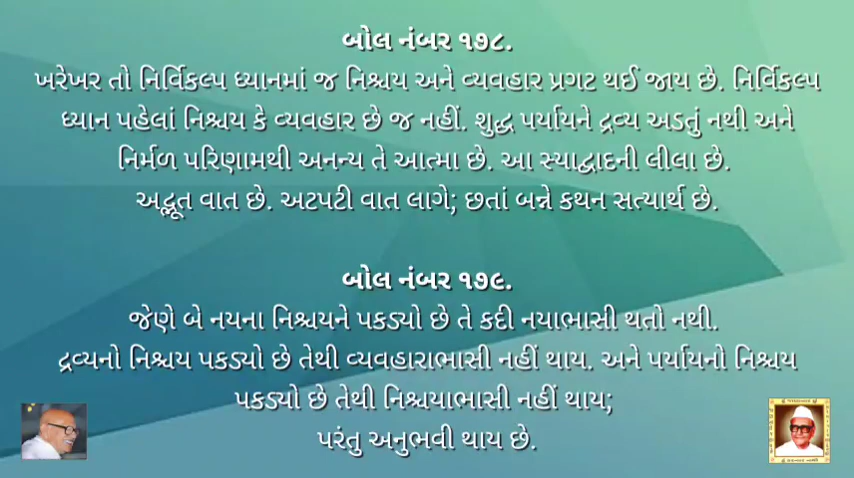 બોલ નંબર ૧૭૮.
ખરેખર તો નિર્વિકલ્પ ધ્યાનમાં જ નિશ્ચય અને વ્યવહાર પ્રગટ થઈ જાય છે. નિર્વિકલ્પ
ધ્યાન પહેલાં નિશ્ચય કે વ્યવહાર છે જ નહીં. શુદ્ધ પર્યાયને દ્રવ્ય અડતું નથી અને
નિર્મળ પરિણામથી અનન્ય તે આત્મા છે. આ સ્યાદ્વાદની લીલા છે.
અદ્ભૂત વાત છે. અટપટી વાત લાગે; છતાં બન્ને કથન સત્યાર્થ છે.
બોલ નંબર ૧૭૯.
જેણે બે નયના નિશ્ચયને પકડ્યો છે તે કદી નયાભાસી થતો નથી.
દ્રવ્યનો નિશ્ચય પકડ્યો છે તેથી વ્યવહારાભાસી નહીં થાય. અને પર્યાયનો નિશ્ચય
પકડ્યો છે તેથી નિશ્ચયાભાસી નહીં થાય;
પરંતુ અનુભવી થાય છે.